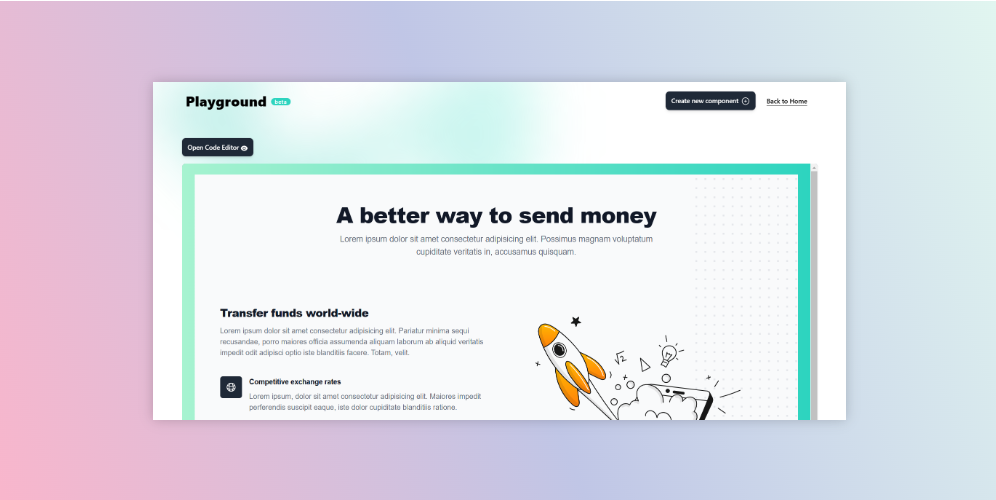 Playground beta
Create new component
Back to Home
Open Code Editor
A better way to send money
Lorem ipsum dolor sit amet consectetur adipisicing elit. Possimus magnam voluptatum
cupiditate veritatis in, accusamus quisquam.
Transfer funds world-wide
Lorem ipsum dolor sit amet consectetur adipisicing elit. Pariatur minima sequi
recusandae, porro maiores officia assumenda aliquam laborum ab aliquid veritatis
impedit odit adipisci optio iste blanditiis facere. Totam, velit.
√2
Competitive exchange rates
Lorem ipsum, dolor sit amet consectetur adipisicing elit. Maiores impedit
perferendis suscipit eaque, iste dolor cupiditate blanditiis ratione.